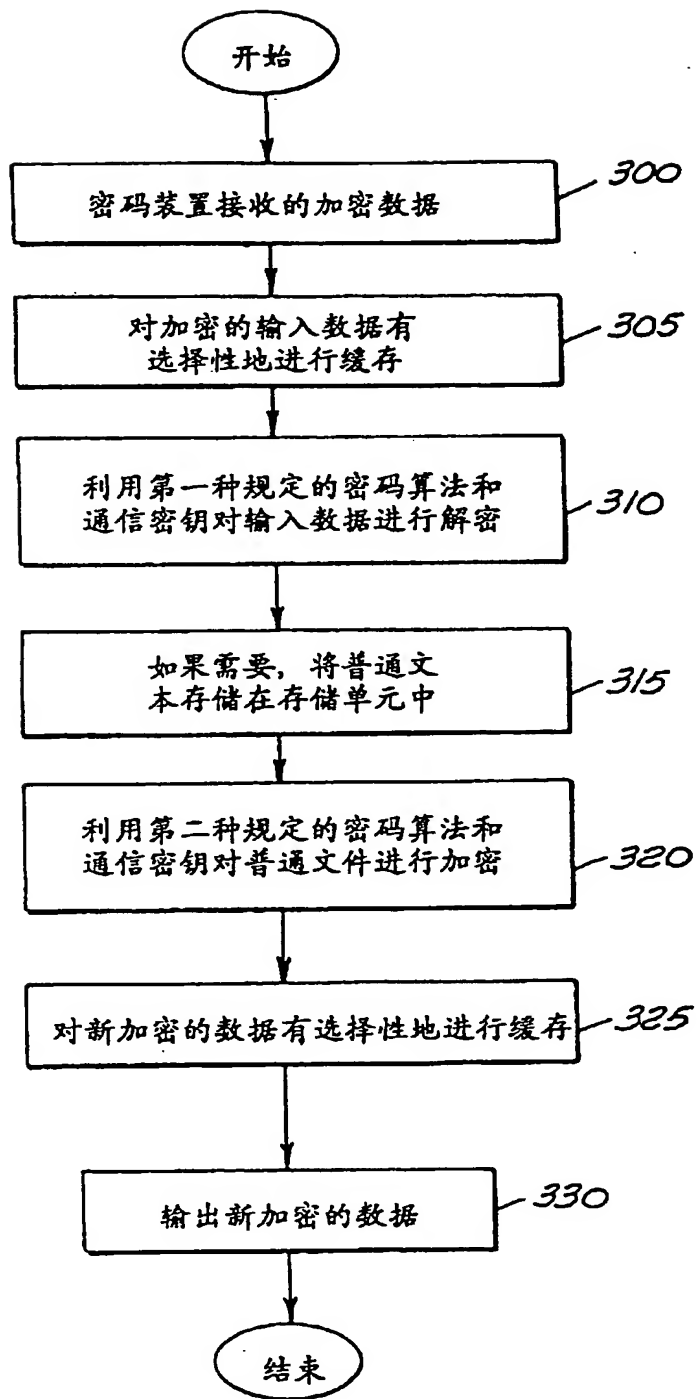 开始
密码装置接收的加密数据
300
对加密的输入数据有
选择性地进行缓存
305
利用第一种规定的密码算法和
通信密钥对输入数据进行解密
310
如果需要，将普通文
本存储在存储单元中
315
利用第二种规定的密码算法和
通信密钥对普通文件进行加密
320
对新加密的数据有选择性地进行缓存
325
输出新加密的数据
330
结束